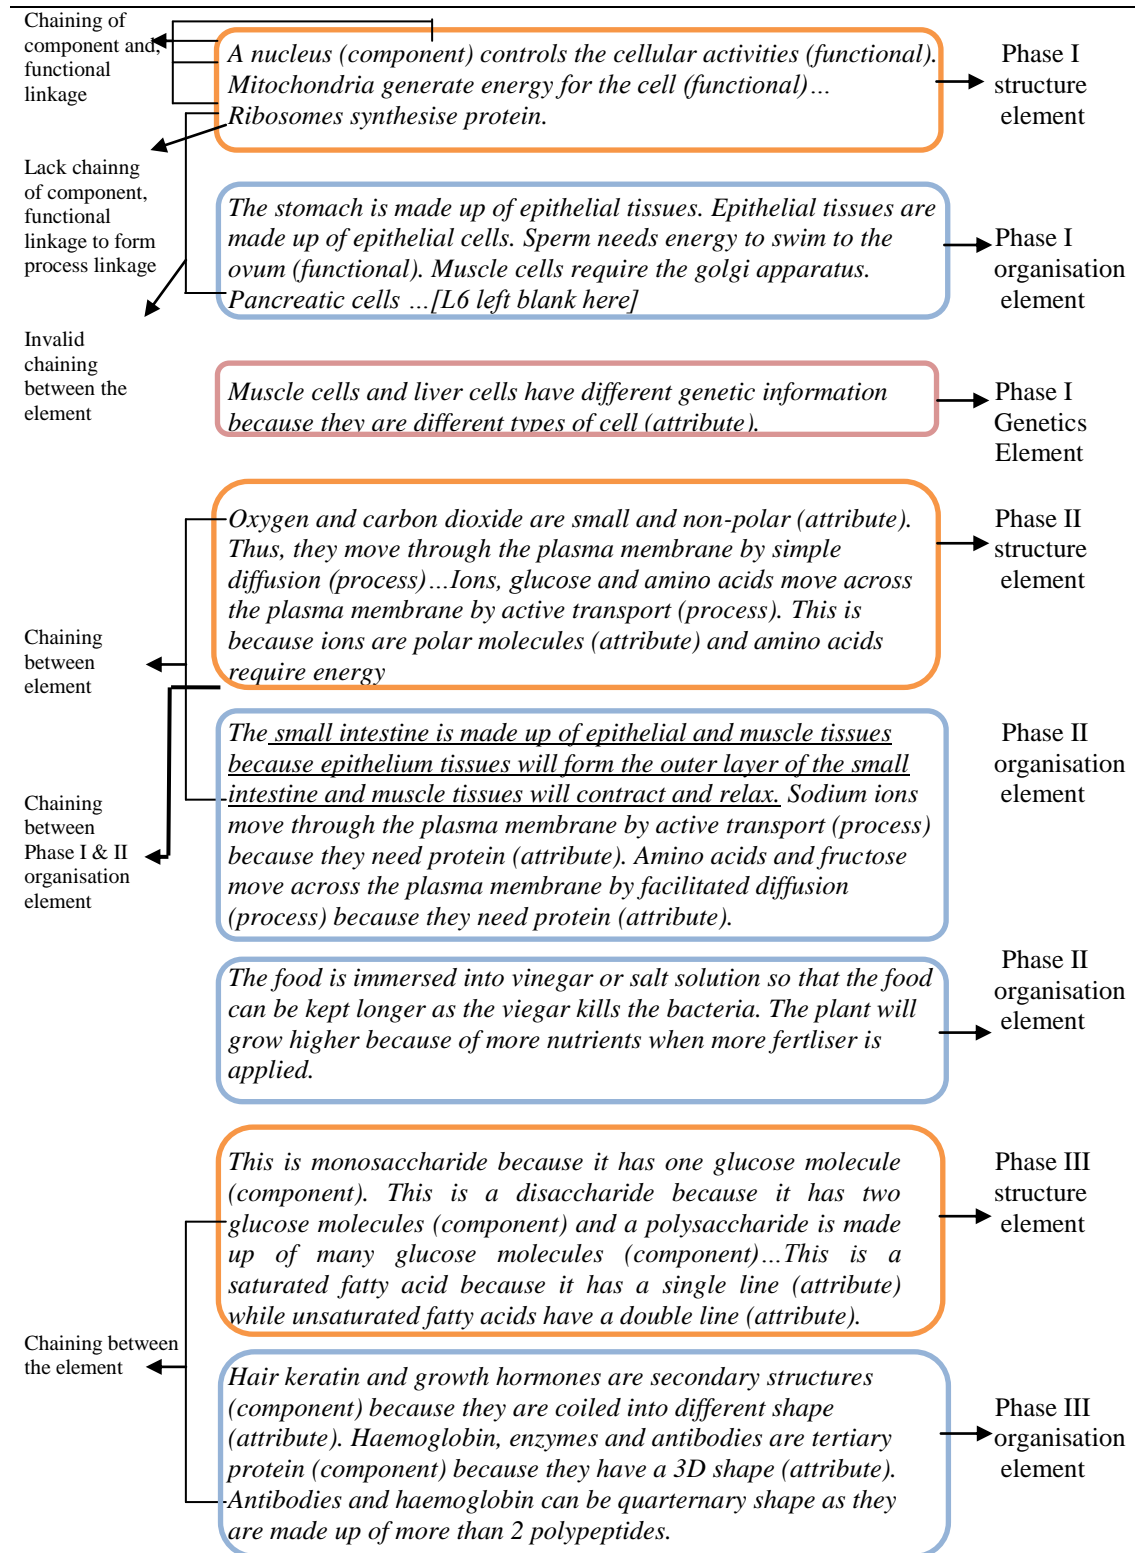 Chaining of
component and,
functional
linkage
A nucleus (component) controls the cellular activities (functional).
Mitochondria generate energy for the cell (functional)…
Ribosomes synthesise protein.
Phase I
structure
element
Lack chainng
of component,
functional
linkage to form
process linkage
The stomach is made up of epithelial tissues. Epithelial tissues are
made up of epithelial cells. Sperm needs energy to swim to the
ovum (functional). Muscle cells require the golgi apparatus.
Pancreatic cells …[L6 left blank here]
Phase I
organisation
element
Invalid
chaining
between the
element
Muscle cells and liver cells have different genetic information
because they are different types of cell (attribute).
Phase I
Genetics
Element
Oxygen and carbon dioxide are small and non-polar (attribute).
Thus, they move through the plasma membrane by simple
diffusion (process)…Ions, glucose and amino acids move across
the plasma membrane by active transport (process). This is
because ions are polar molecules (attribute) and amino acids
require energy
Phase II
structure
element
Chaining
between
element
The small intestine is made up of epithelial and muscle tissues
because epithelium tissues will form the outer layer of the small
intestine and muscle tissues will contract and relax. Sodium ions
move through the plasma membrane by active transport (process)
because they need protein (attribute). Amino acids and fructose
move across the plasma membrane by facilitated diffusion
(process) because they need protein (attribute).
Phase II
organisation
element
Chaining
between
Phase I & II
organisation
element
The food is immersed into vinegar or salt solution so that the food
can be kept longer as the viegar kills the bacteria. The plant will
grow higher because of more nutrients when more fertliser is
applied.
Phase II
organisation
element
This is monosaccharide because it has one glucose molecule
(component). This is a disaccharide because it has two
glucose molecules (component) and a polysaccharide is made
up of many glucose molecules (component)…This is a
saturated fatty acid because it has a single line (attribute)
while unsaturated fatty acids have a double line (attribute).
Phase III
structure
element
Chaining between
the element
Hair keratin and growth hormones are secondary structures
(component) because they are coiled into different shape
(attribute). Haemoglobin, enzymes and antibodies are tertiary
protein (component) because they have a 3D shape (attribute).
Antibodies and haemoglobin can be quarternary shape as they
are made up of more than 2 polypeptides.
Phase III
organisation
element